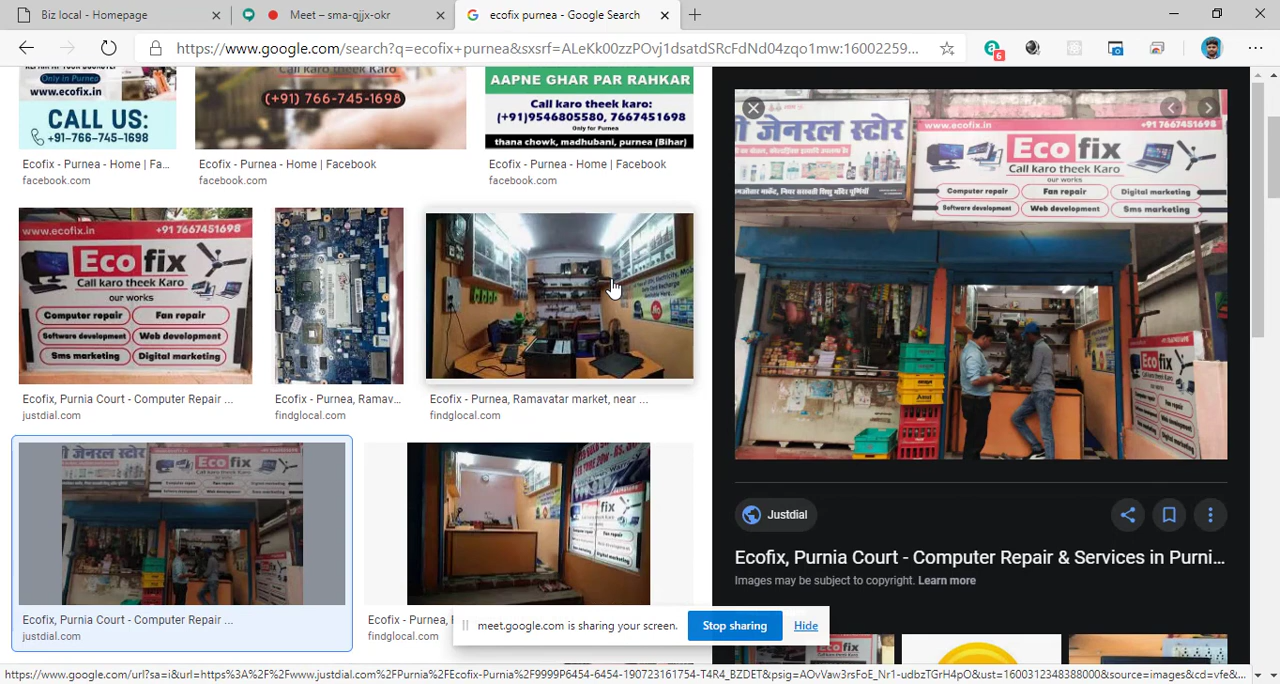 Biz local - Homepage
Meet – sma-qjjx-okr
ecofix purnea - Google Search
https://www.google.com/search?q=ecofix+purnea&sxsrf=ALeKk00zzPOvj1dsatdSRcFdNd04zqo1mw:16002259...
6
Only in Purnea
www.ecofix.in
CALL US:
+91-766-745-1698
Call karo theek Karo
(+91) 766-745-1698
AAPNE GHAR PAR RAHKAR
Call karo theek karo:
(+91)9546805580, 7667451698
Only for Purnea
thana chowk, madhubani, purnea (Bihar)
Ecofix - Purnea - Home | Fa...
facebook.com
Ecofix - Purnea - Home | Facebook
facebook.com
Ecofix - Purnea - Home | Facebook
facebook.com
www.ecofix.in
+91 7667451698
Eco fix
Call karo theek Karo
our works
Computer repair
Fan repair
Software development
Web development
Sms marketing
Digital marketing
Ecofix, Purnia Court - Computer Repair ...
justdial.com
Ecofix - Purnea, Ramav...
findglocal.com
Ecofix - Purnea, Ramavatar market, near ...
findglocal.com
Ecofix, Purnia Court - Computer Repair ...
justdial.com
findglocal.com
जेनरल स्टोर
www.ecofix.in
+91 7667451698
Eco fix
Call karo theek Karo
our works
Computer repair
Fan repair
Digital marketing
Software development
Web development
Sms marketing
Justdial
Ecofix, Purnia Court - Computer Repair & Services in Purni...
Images may be subject to copyright. Learn more
meet.google.com is sharing your screen.
Stop sharing
Hide
https://www.google.com/url?sa=i&url=https%3A%2F%2Fwww.justdial.com%2FPurnia%2FEcofix-Purnia%2F9999P6454-6454-190723161754-T4R4_BZDET&psig=AOvVaw3rsFoE_Nr1-udbzTGrH4pO&ust=1600312348388000&source=images&cd=vfe&...